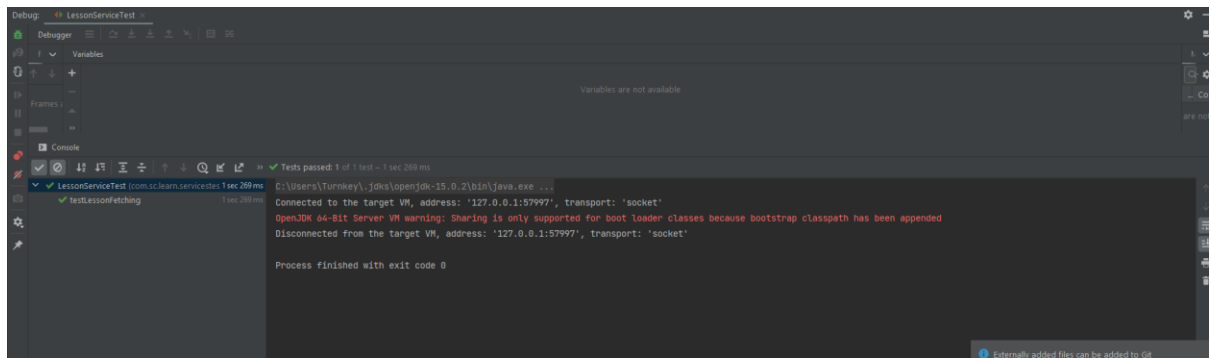 Debug: LessonServiceTest
Debugger
Variables
Variables are not available
Frames
Co
are not
Console
Tests passed: 1 of 1 test – 1 sec 269 ms
LessonServiceTest (com.sc.learn.servicestes 1 sec 269 ms
testLessonFetching 1 sec 269 ms
C:\Users\Turnkey\.jdks\openjdk-15.0.2\bin\java.exe ...
Connected to the target VM, address: '127.0.0.1:57997', transport: 'socket'
OpenJDK 64-Bit Server VM warning: Sharing is only supported for boot loader classes because bootstrap classpath has been appended
Disconnected from the target VM, address: '127.0.0.1:57997', transport: 'socket'
Process finished with exit code 0
Externally added files can be added to Git